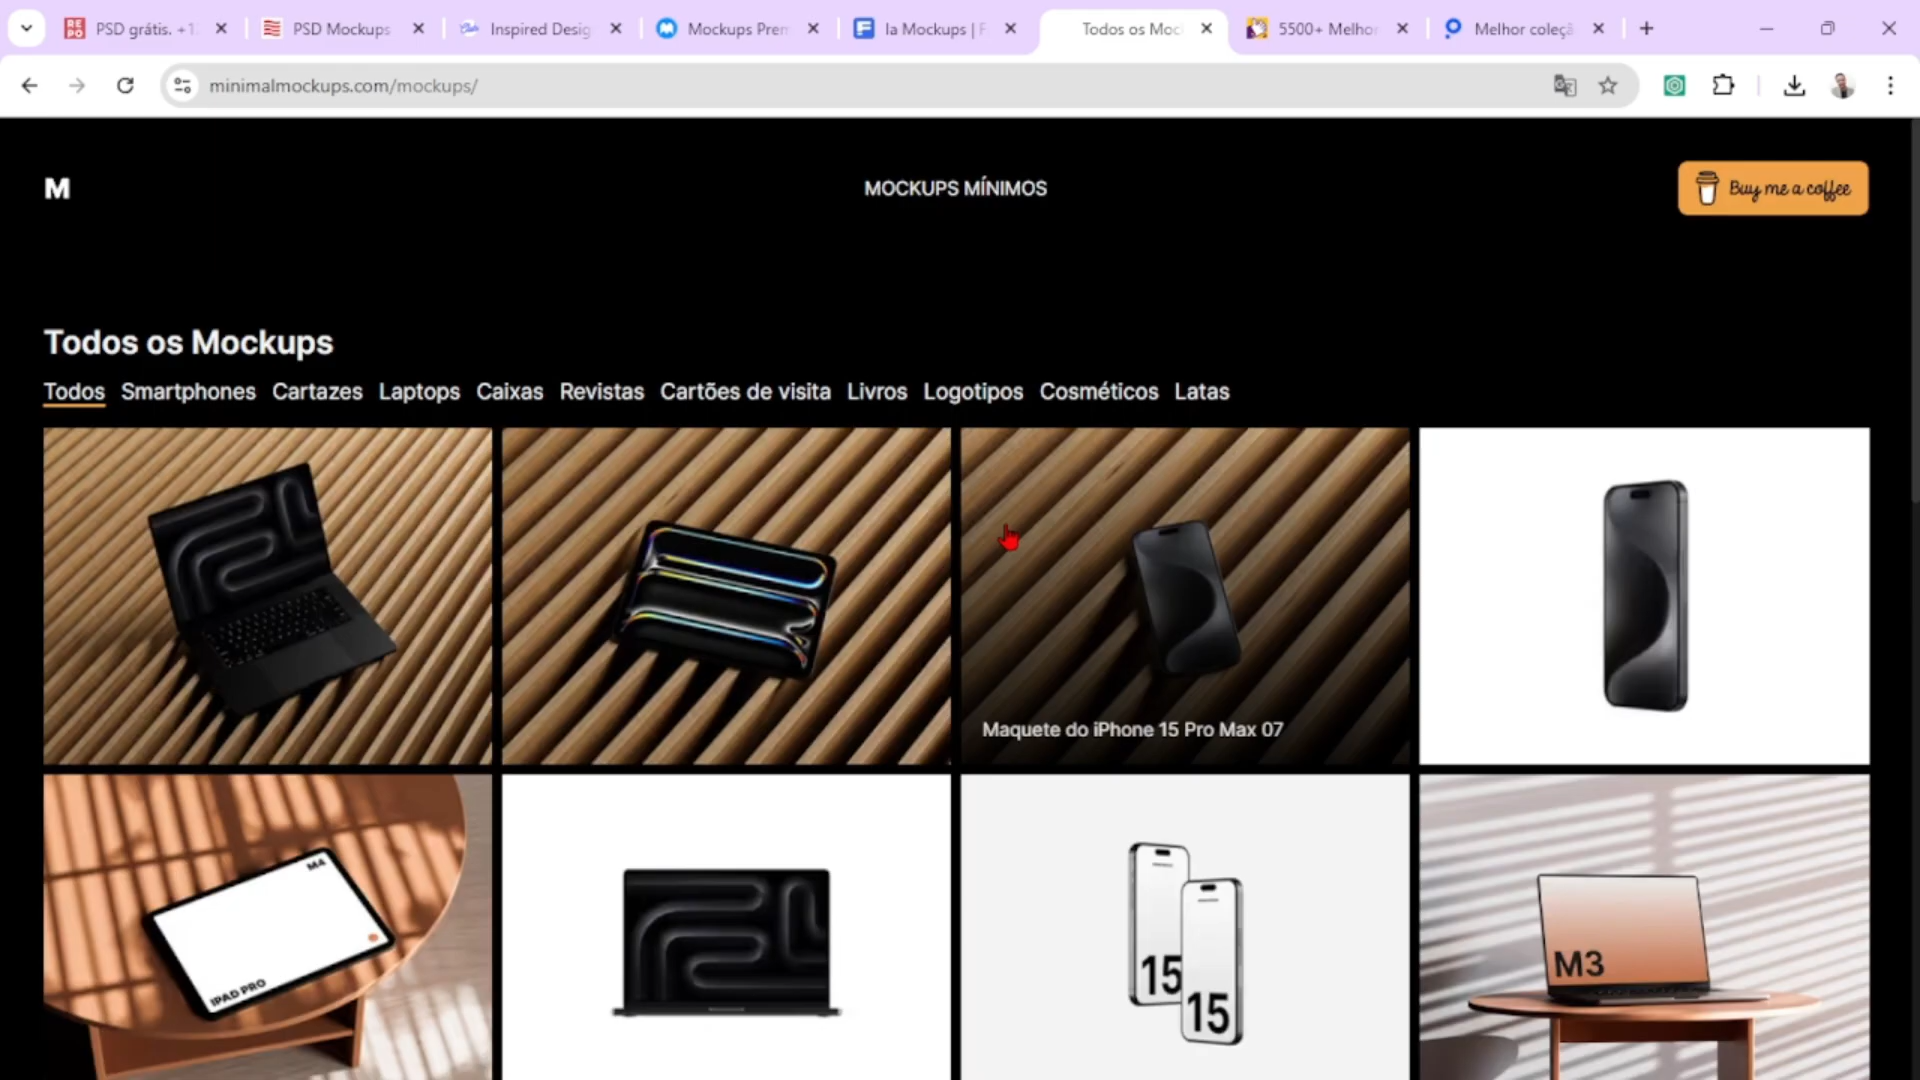 PSD grátis. +1
PSD Mockups
Inspired Desig
Mockups Prem
Ia Mockups | F
Todos os Moc
5500+ Melhor
Melhor coleçã
minimalmockups.com/mockups/
M
MOCKUPS MÍNIMOS
Buy me a coffee
Todos os Mockups
Todos Smartphones Cartazes Laptops Caixas Revistas Cartões de visita Livros Logotipos Cosméticos Latas
Maquete do iPhone 15 Pro Max 07
MA
IPAD PRO
15
15
M3